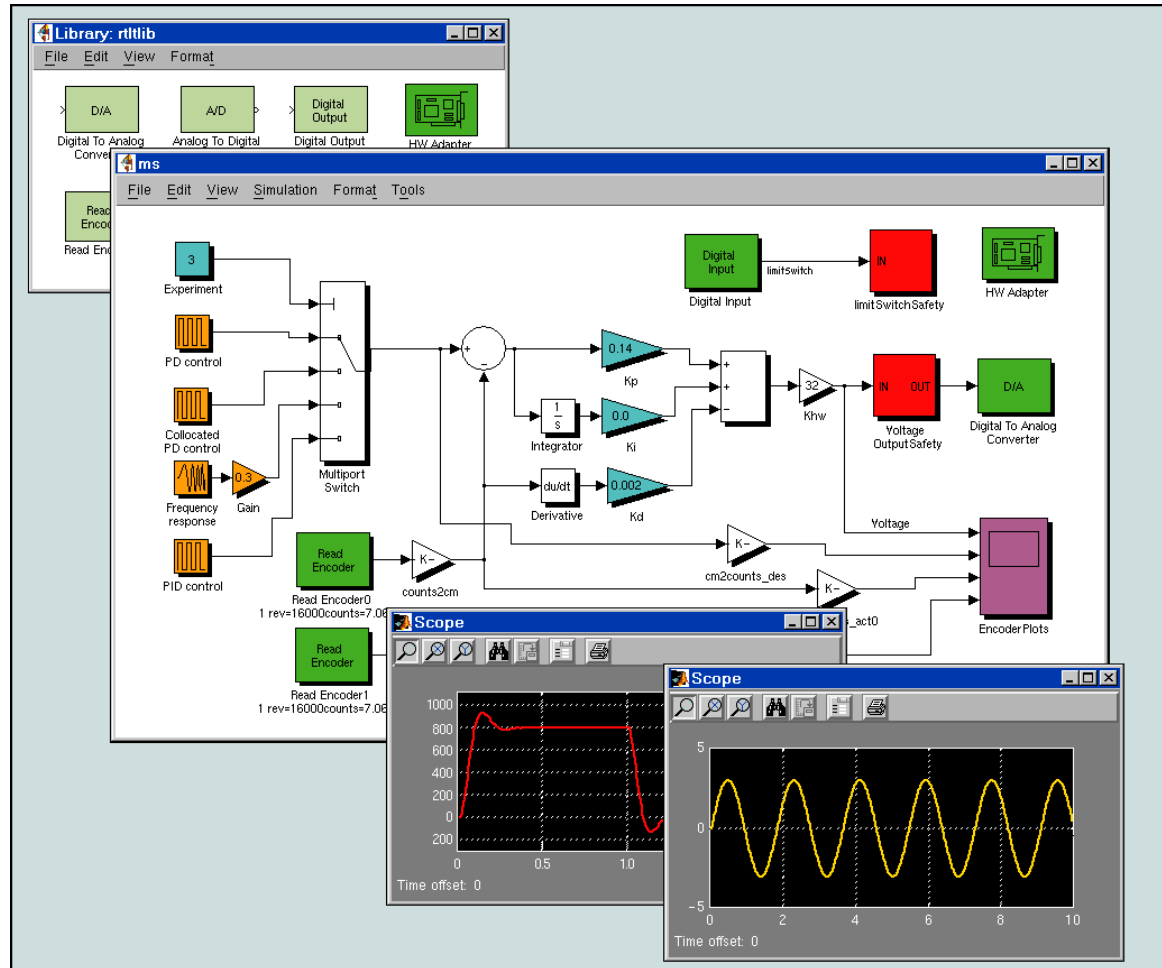 Library: rtltlib
File Edit View Format
D/A
Digital To Analog
Conve
A/D
Analog To Digital
Digital
Output
Digital Output
HW Adapter
Read
Enco
Read En
ms
File Edit View Simulation Format Tools
3
Experiment
PD control
Collocated
PD control
Frequency
response
0.3
Gain
PID control
Multiport
Switch
+
−
0.14
Kp
1
s
Integrator
0.0
Ki
du/dt
Derivative
0.002
Kd
+
+
−
32
Khw
Digital
Input
Digital Input
limitSwitch
IN
limitSwitchSafety
HW Adapter
IN OUT
Voltage
OutputSafety
D/A
Digital To Analog
Converter
Read
Encoder
Read Encoder0
1 rev=16000counts=7.06
K-
counts2cm
Read
Encoder
Read Encoder1
1 rev=16000counts=7.06
K-
cm2counts_des
K-
s_act0
Voltage
EncoderPlots
Scope
1000
800
600
400
200
0
200
0 0.5 1.0
Time offset: 0
Scope
5
0
-5
0 2 4 6 8 10
Time offset: 0